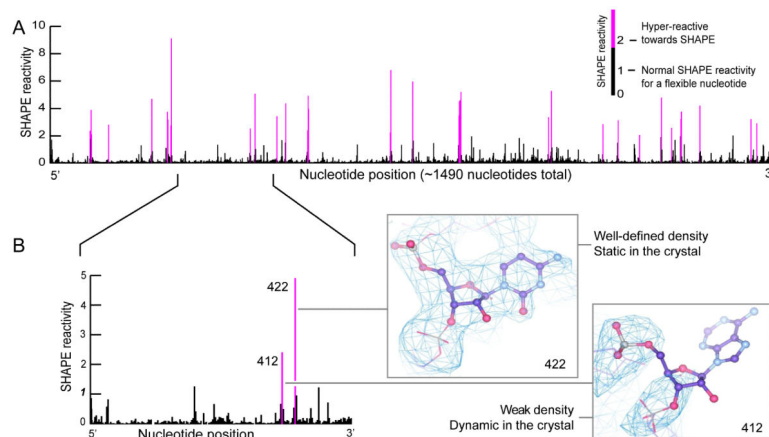 A
10
8
6
4
2
0
SHAPE reactivity
5'
Nucleotide position (~1490 nucleotides total)
3'
SHAPE reactivity
2
1
0
Hyper-reactive
towards SHAPE
Normal SHAPE reactivity
for a flexible nucleotide
B
5
4
3
2
1
0
SHAPE reactivity
422
412
5'
Nucleotide position
3'
422
Well-defined density
Static in the crystal
Weak density
Dynamic in the crystal
412